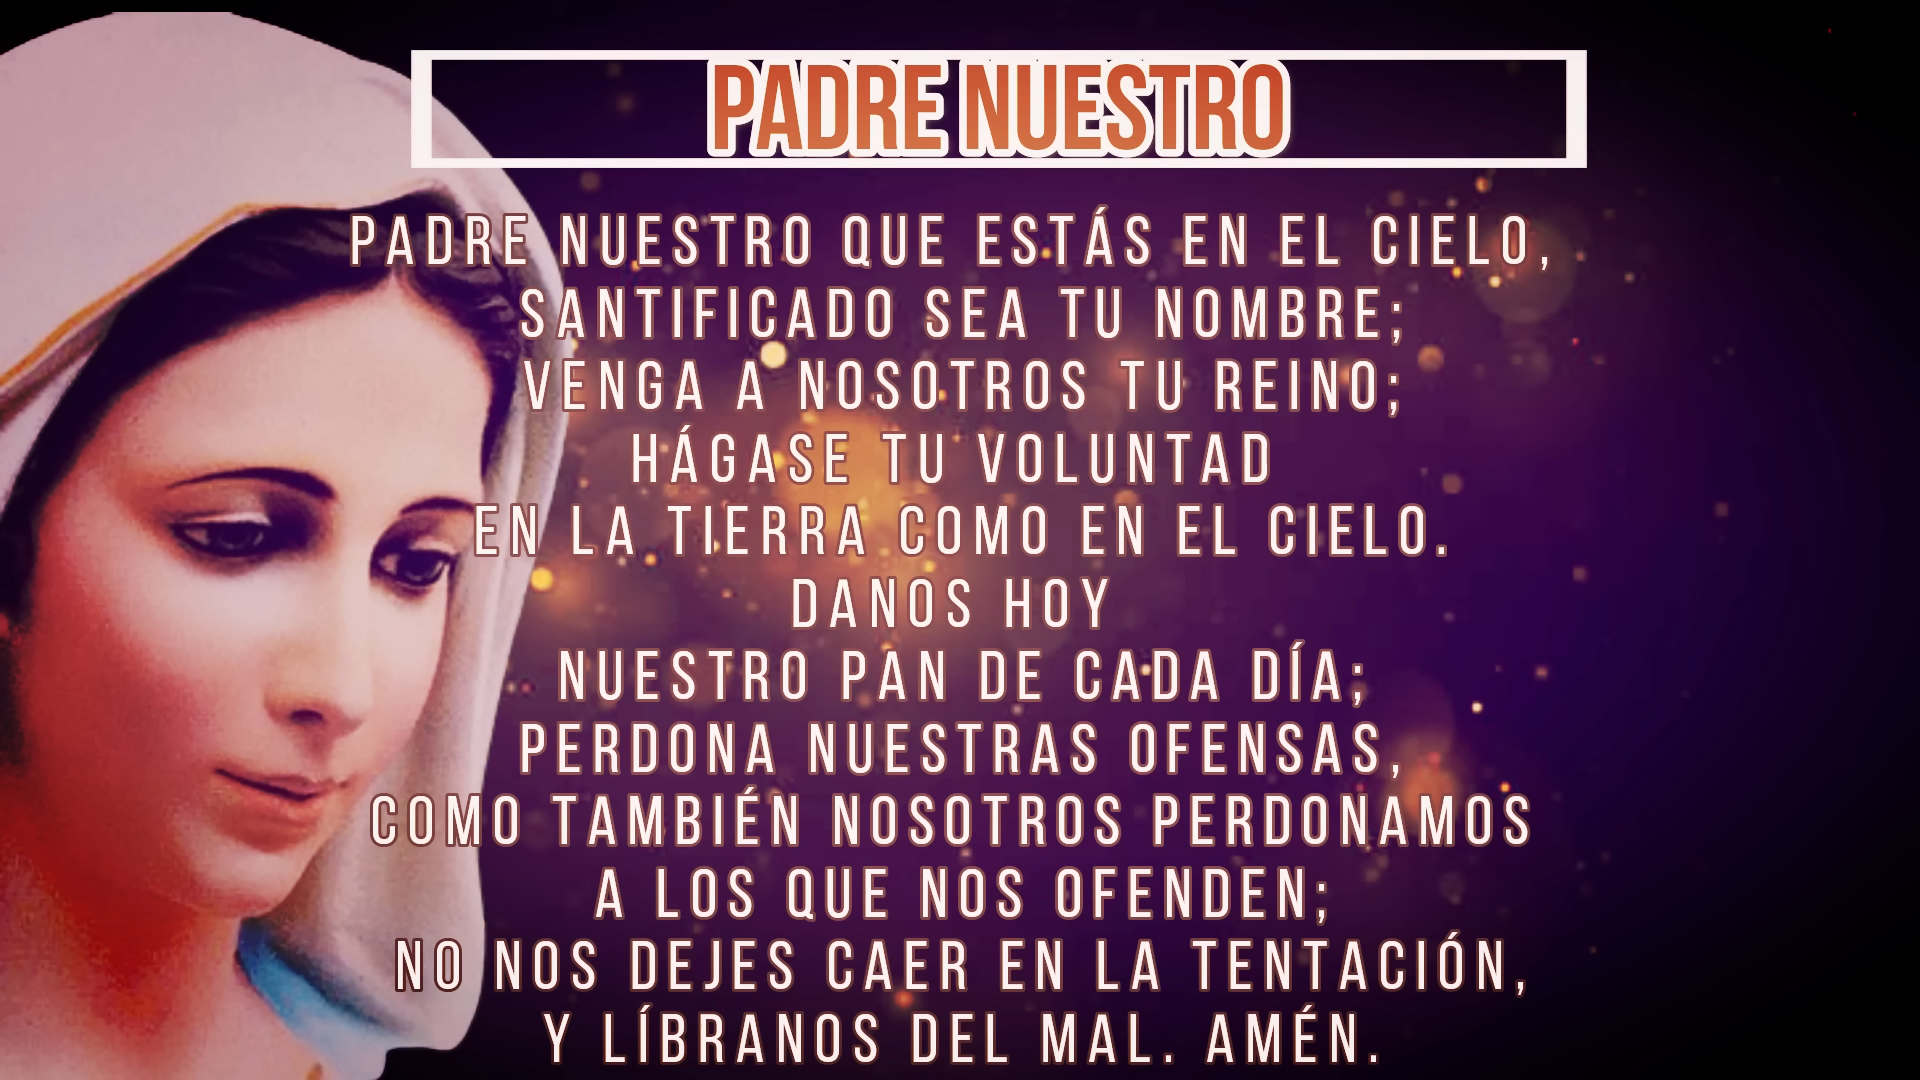 PADRE NUESTRO
PADRE NUESTRO QUE ESTÁS EN EL CIELO,
SANTIFICADO SEA TU NOMBRE;
VENGA A NOSOTROS TU REINO;
HÁGASE TU VOLUNTAD
EN LA TIERRA COMO EN EL CIELO.
DANOS HOY
NUESTRO PAN DE CADA DÍA;
PERDONA NUESTRAS OFENSAS,
COMO TAMBIÉN NOSOTROS PERDONAMOS
A LOS QUE NOS OFENDEN;
NO NOS DEJES CAER EN LA TENTACIÓN,
Y LÍBRANOS DEL MAL. AMÉN.